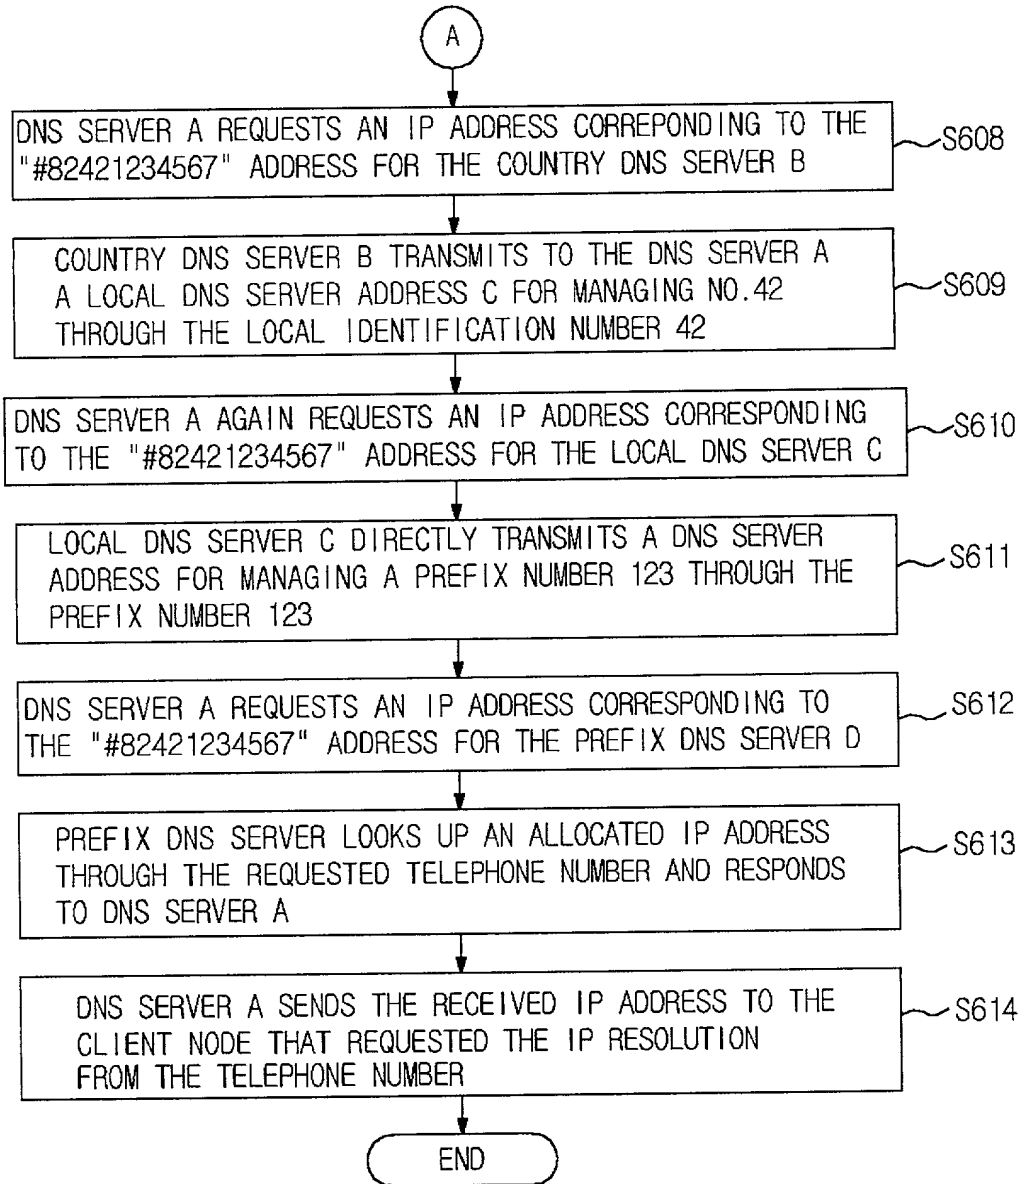 A
DNS SERVER A REQUESTS AN IP ADDRESS CORREPONDING TO THE
"#82421234567" ADDRESS FOR THE COUNTRY DNS SERVER B
S608
COUNTRY DNS SERVER B TRANSMITS TO THE DNS SERVER A
A LOCAL DNS SERVER ADDRESS C FOR MANAGING NO.42
THROUGH THE LOCAL IDENTIFICATION NUMBER 42
S609
DNS SERVER A AGAIN REQUESTS AN IP ADDRESS CORRESPONDING
TO THE "#82421234567" ADDRESS FOR THE LOCAL DNS SERVER C
S610
LOCAL DNS SERVER C DIRECTLY TRANSMITS A DNS SERVER
ADDRESS FOR MANAGING A PREFIX NUMBER 123 THROUGH THE
PREFIX NUMBER 123
S611
DNS SERVER A REQUESTS AN IP ADDRESS CORRESPONDING TO
THE "#82421234567" ADDRESS FOR THE PREFIX DNS SERVER D
S612
PREFIX DNS SERVER LOOKS UP AN ALLOCATED IP ADDRESS
THROUGH THE REQUESTED TELEPHONE NUMBER AND RESPONDS
TO DNS SERVER A
S613
DNS SERVER A SENDS THE RECEIVED IP ADDRESS TO THE
CLIENT NODE THAT REQUESTED THE IP RESOLUTION
FROM THE TELEPHONE NUMBER
S614
END